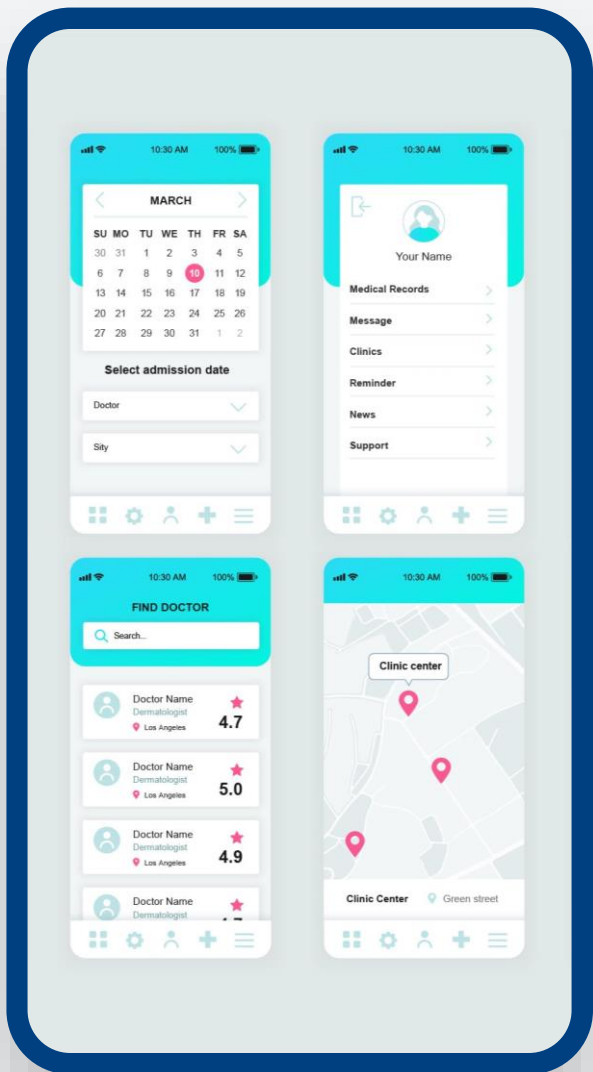 10:30 AM 100%
MARCH
SU MO TU WE TH FR SA
30 31 1 2 3 4 5
6 7 8 9 10 11 12
13 14 15 16 17 18 19
20 21 22 23 24 25 26
27 28 29 30 31 1 2
Select admission date
Doctor
Sity
10:30 AM 100%
Your Name
Medical Records
Message
Clinics
Reminder
News
Support
10:30 AM 100%
FIND DOCTOR
Search...
Doctor Name
Dermatologist
Los Angeles
4.7
Doctor Name
Dermatologist
Los Angeles
5.0
Doctor Name
Dermatologist
Los Angeles
4.9
Doctor Name
Dermatologist
10:30 AM 100%
Clinic center
Clinic Center Green street